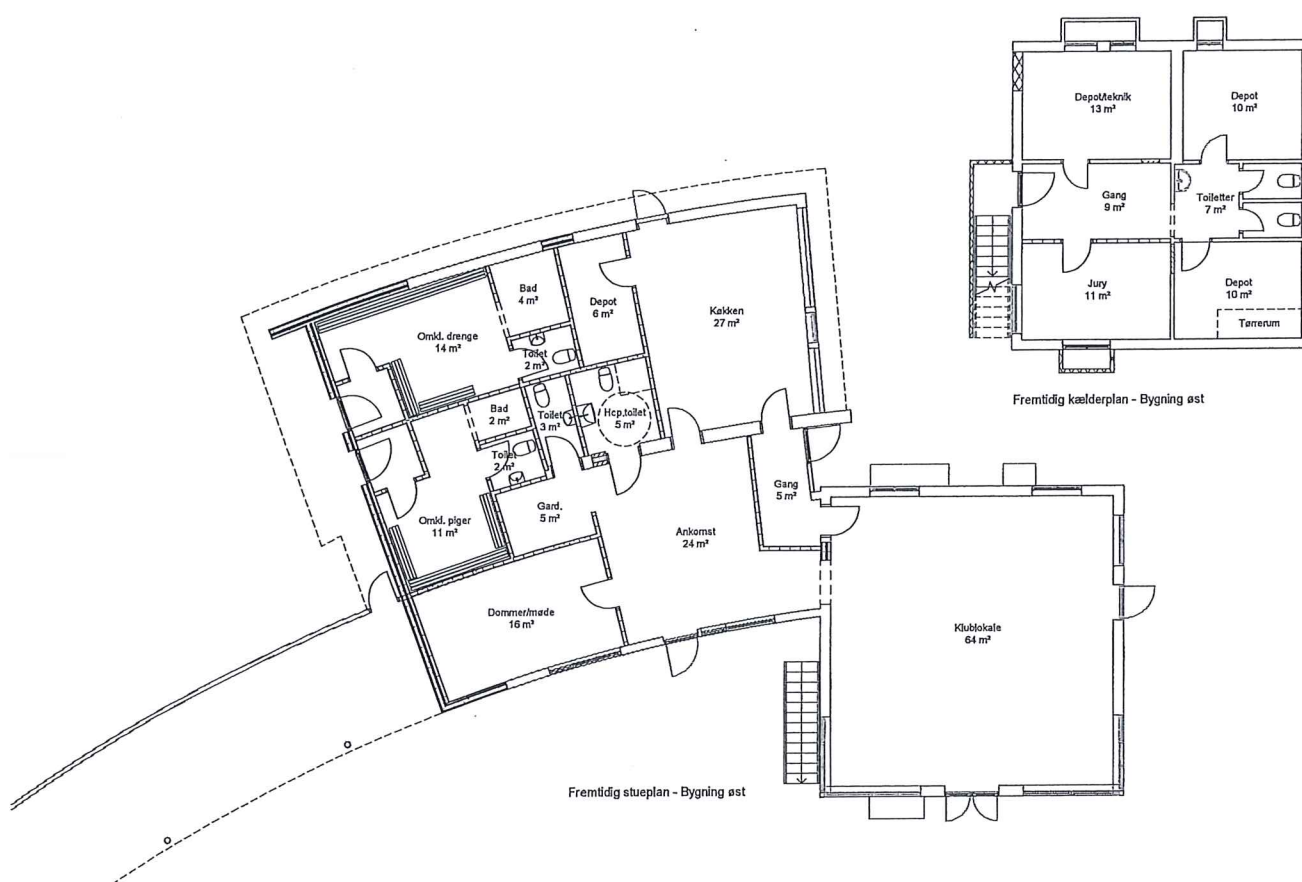 Depot/teknik
13 m²
Depot
10 m²
Gang
9 m²
Toiletter
7 m²
Jury
11 m²
Depot
10 m²
Tørrerum
Fremtidig kælderplan - Bygning øst
Bad
4 m²
Depot
6 m²
Køkken
27 m²
Omkl. drenge
14 m²
Toilet
2 m²
Bad
2 m²
Toilet
3 m²
Hcp.toilet
5 m²
Toilet
2 m²
Gard.
5 m²
Gang
5 m²
Omkl. piger
11 m²
Ankomst
24 m²
Dommer/møde
16 m²
Klublokale
64 m²
Fremtidig stueplan - Bygning øst